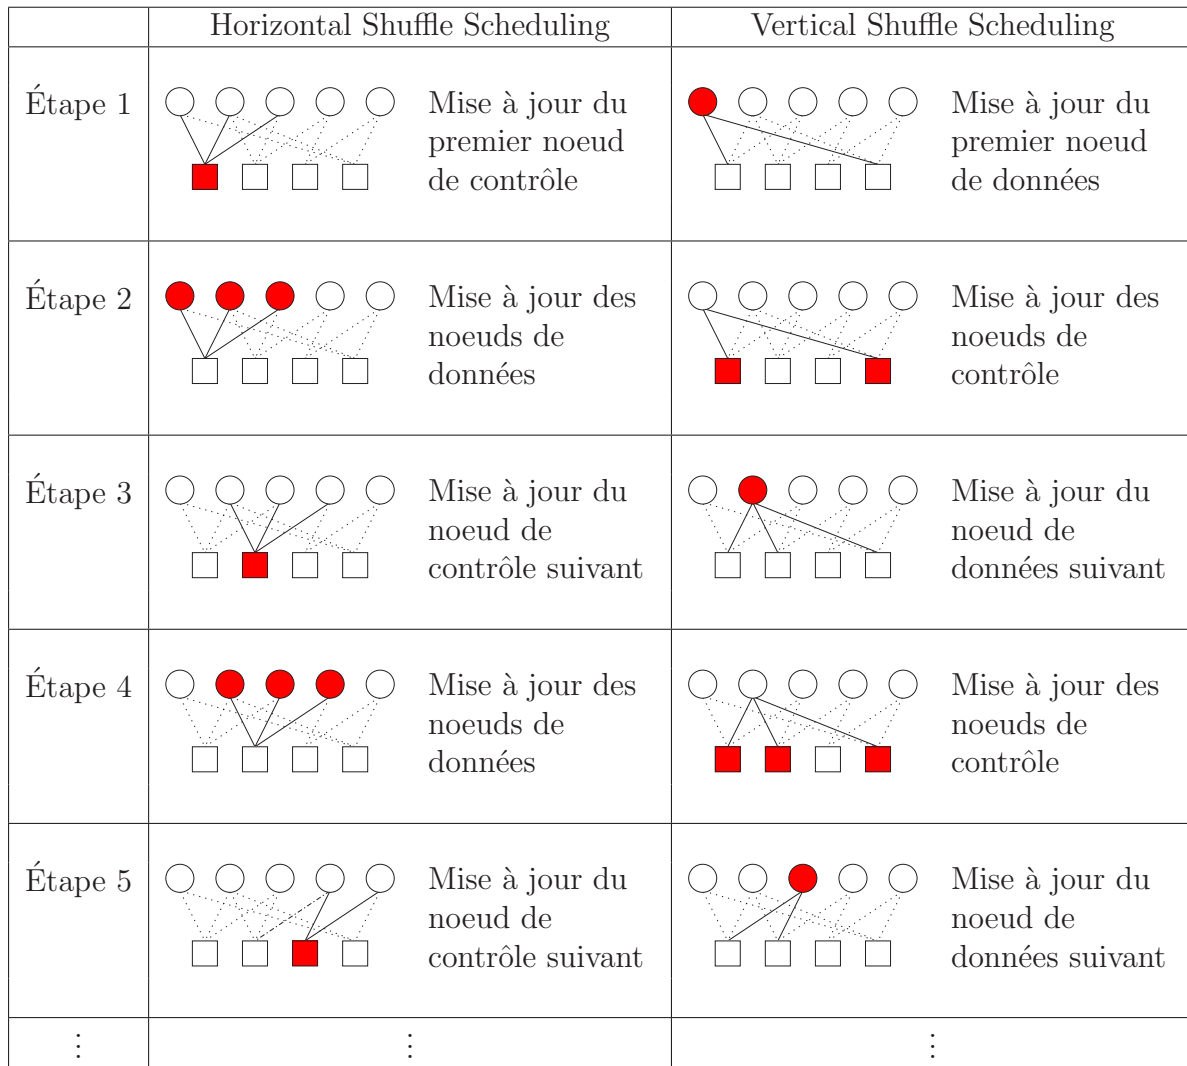 Horizontal Shuffle Scheduling
Vertical Shuffle Scheduling
Étape 1
Mise à jour du
premier noeud
de contrôle
Mise à jour du
premier noeud
de données
Étape 2
Mise à jour des
noeuds de
données
Mise à jour des
noeuds de
contrôle
Étape 3
Mise à jour du
noeud de
contrôle suivant
Mise à jour du
noeud de
données suivant
Étape 4
Mise à jour des
noeuds de
données
Mise à jour des
noeuds de
contrôle
Étape 5
Mise à jour du
noeud de
contrôle suivant
Mise à jour du
noeud de
données suivant
⋮
⋮
⋮